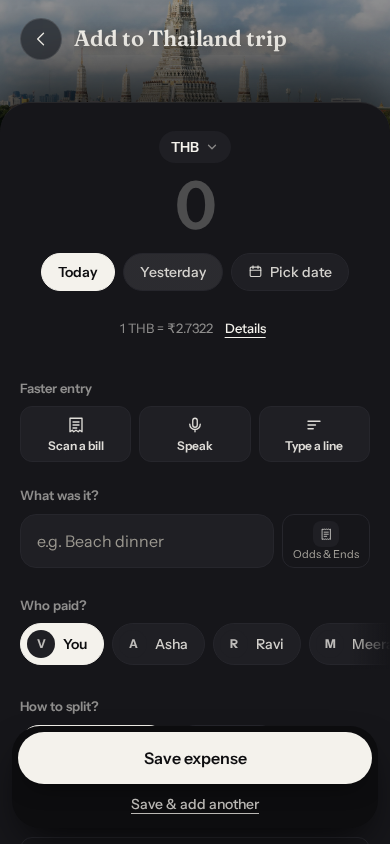 Add to Thailand trip
THB
0
Today
Yesterday
Pick date
1 THB = ₹2.7322 Details
Faster entry
Scan a bill
Speak
Type a line
What was it?
e.g. Beach dinner
Odds & Ends
Who paid?
V You
A Asha
R Ravi
M Meer
How to split?
Save expense
Save & add another